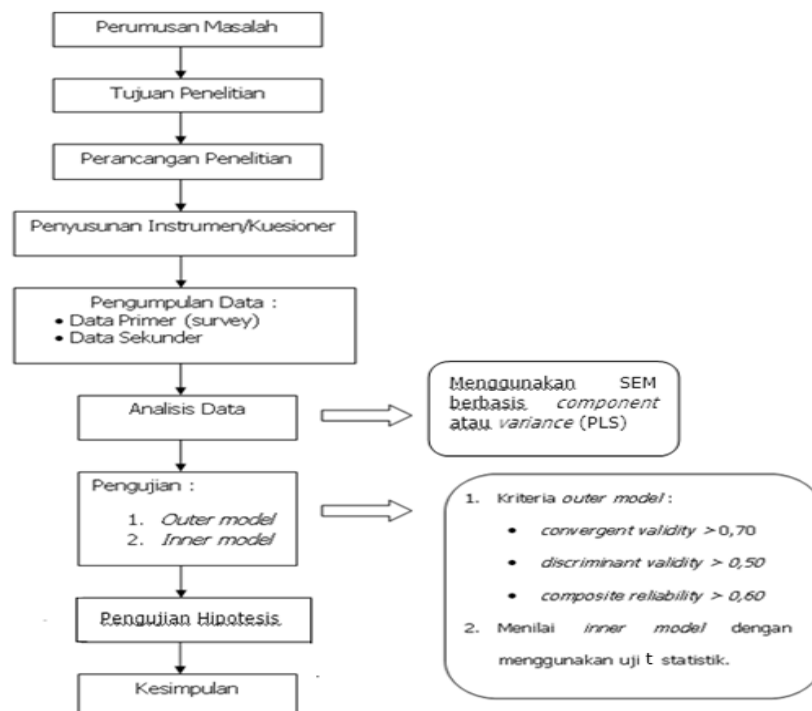 Perumusan Masalah
Tujuan Penelitian
Perancangan Penelitian
Penyusunan Instrumen/Kuesioner
Pengumpulan Data :
• Data Primer (survey)
• Data Sekunder
Analisis Data
Menggunakan SEM
berbasis component
atau variance (PLS)
Pengujian :
1. Outer model
2. Inner model
1. Kriteria outer model :
• convergent validity > 0,70
• discriminant validity > 0,50
• composite reliability > 0,60
2. Menilai inner model dengan
menggunakan uji t statistik.
Pengujian Hipotesis
Kesimpulan